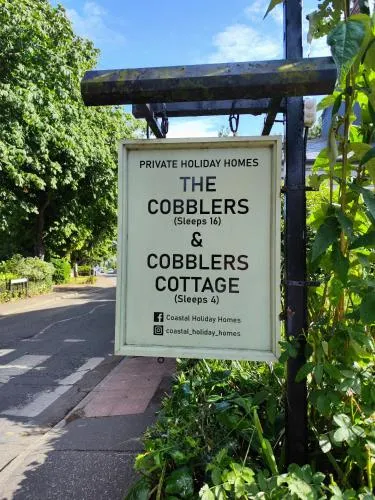 PRIVATE HOLIDAY HOMES
THE
COBBLERS
(Sleeps 16)
&
COBBLERS
COTTAGE
(Sleeps 4)
Coastal Holiday Homes
coastal_holiday_homes